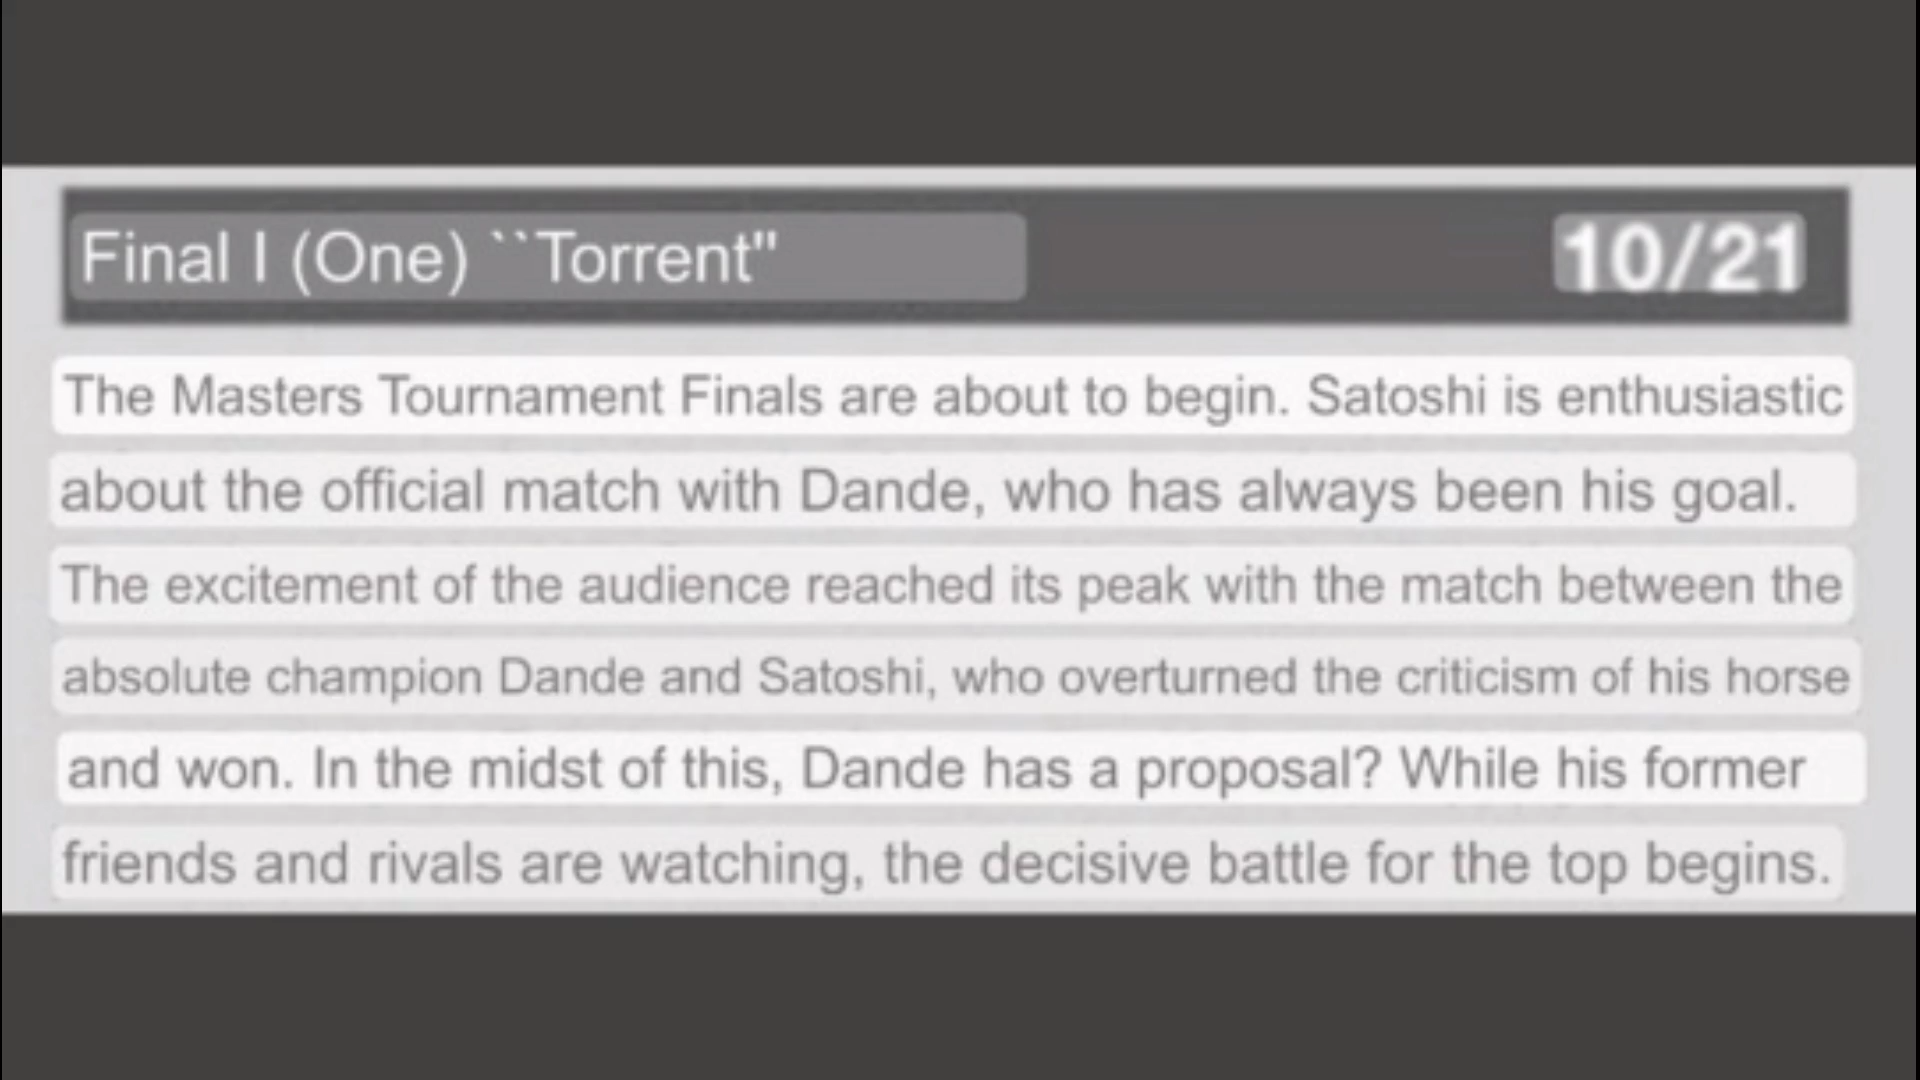 Final I (One) ``Torrent"
10/21
The Masters Tournament Finals are about to begin. Satoshi is enthusiastic
about the official match with Dande, who has always been his goal.
The excitement of the audience reached its peak with the match between the
absolute champion Dande and Satoshi, who overturned the criticism of his horse
and won. In the midst of this, Dande has a proposal? While his former
friends and rivals are watching, the decisive battle for the top begins.